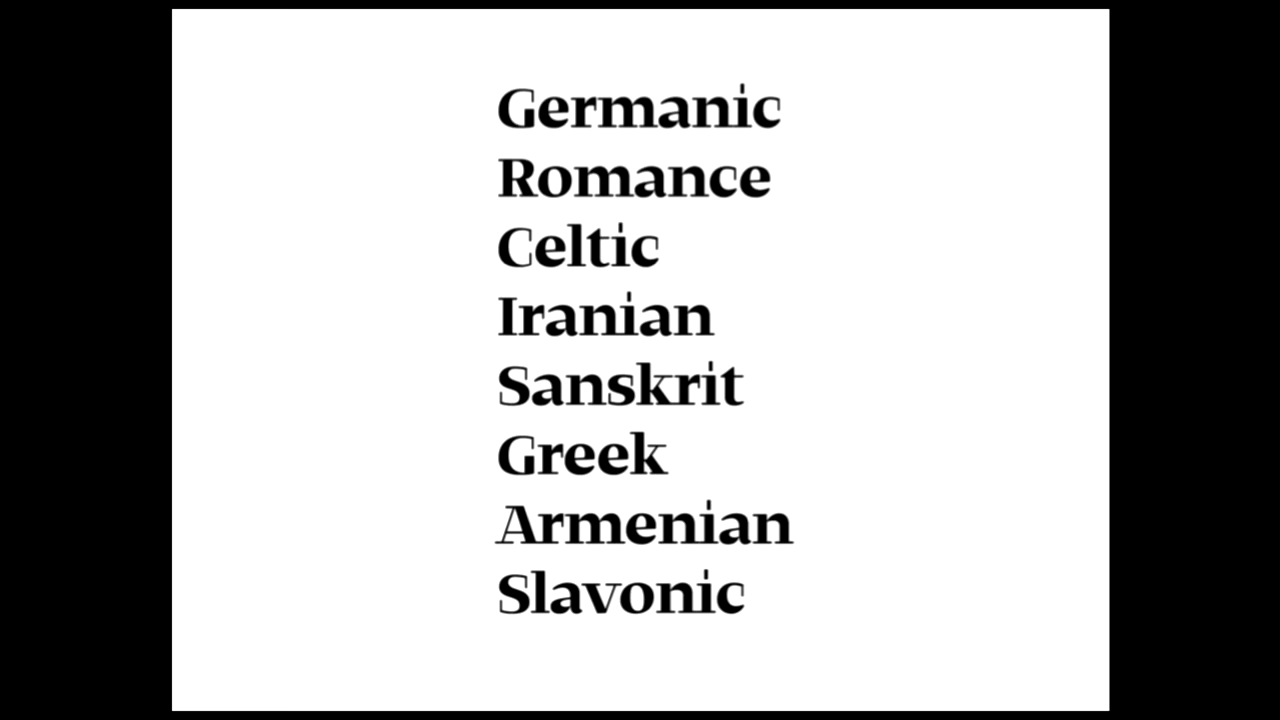 Germanic
Romance
Celtic
Iranian
Sanskrit
Greek
Armenian
Slavonic